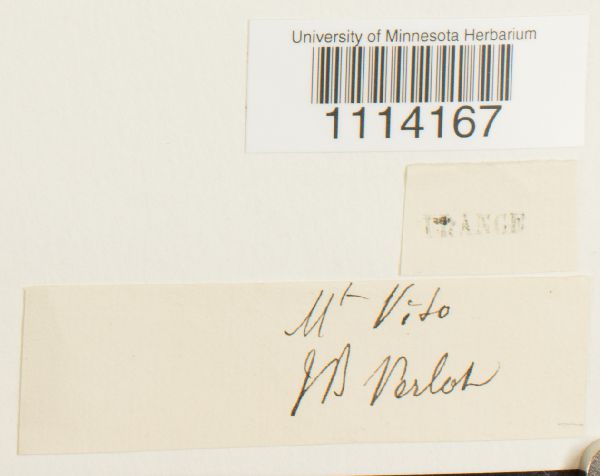 University of Minnesota Herbarium
1114167
FRANCE
Mt Viso
JB Verlot